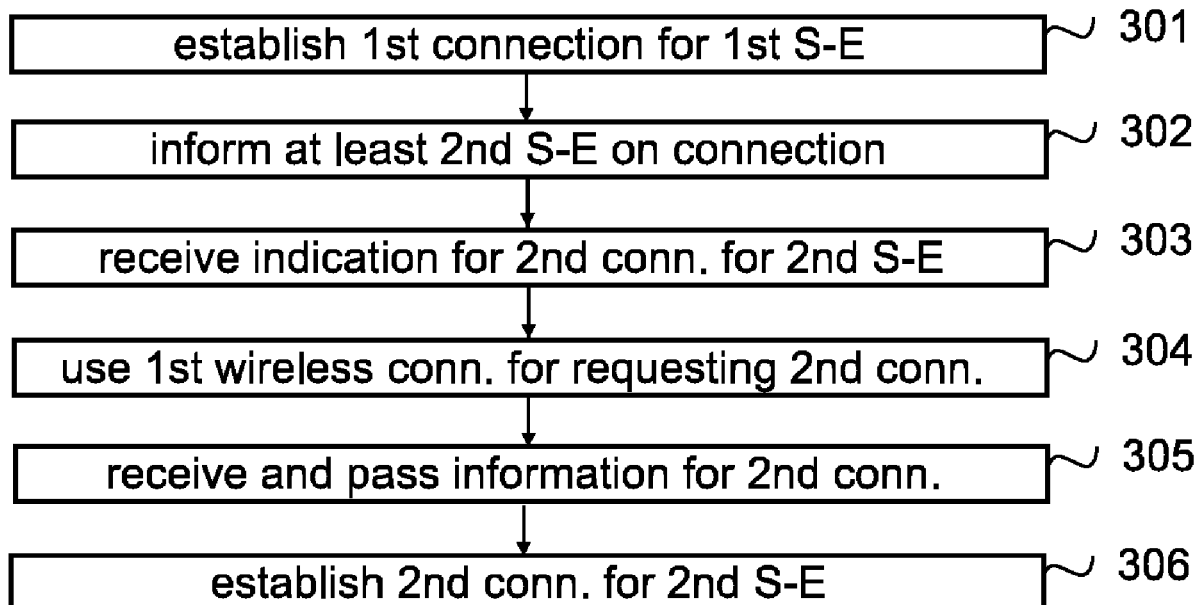 establish 1st connection for 1st S-E 301
inform at least 2nd S-E on connection 302
receive indication for 2nd conn. for 2nd S-E 303
use 1st wireless conn. for requesting 2nd conn. 304
receive and pass information for 2nd conn. 305
establish 2nd conn. for 2nd S-E 306